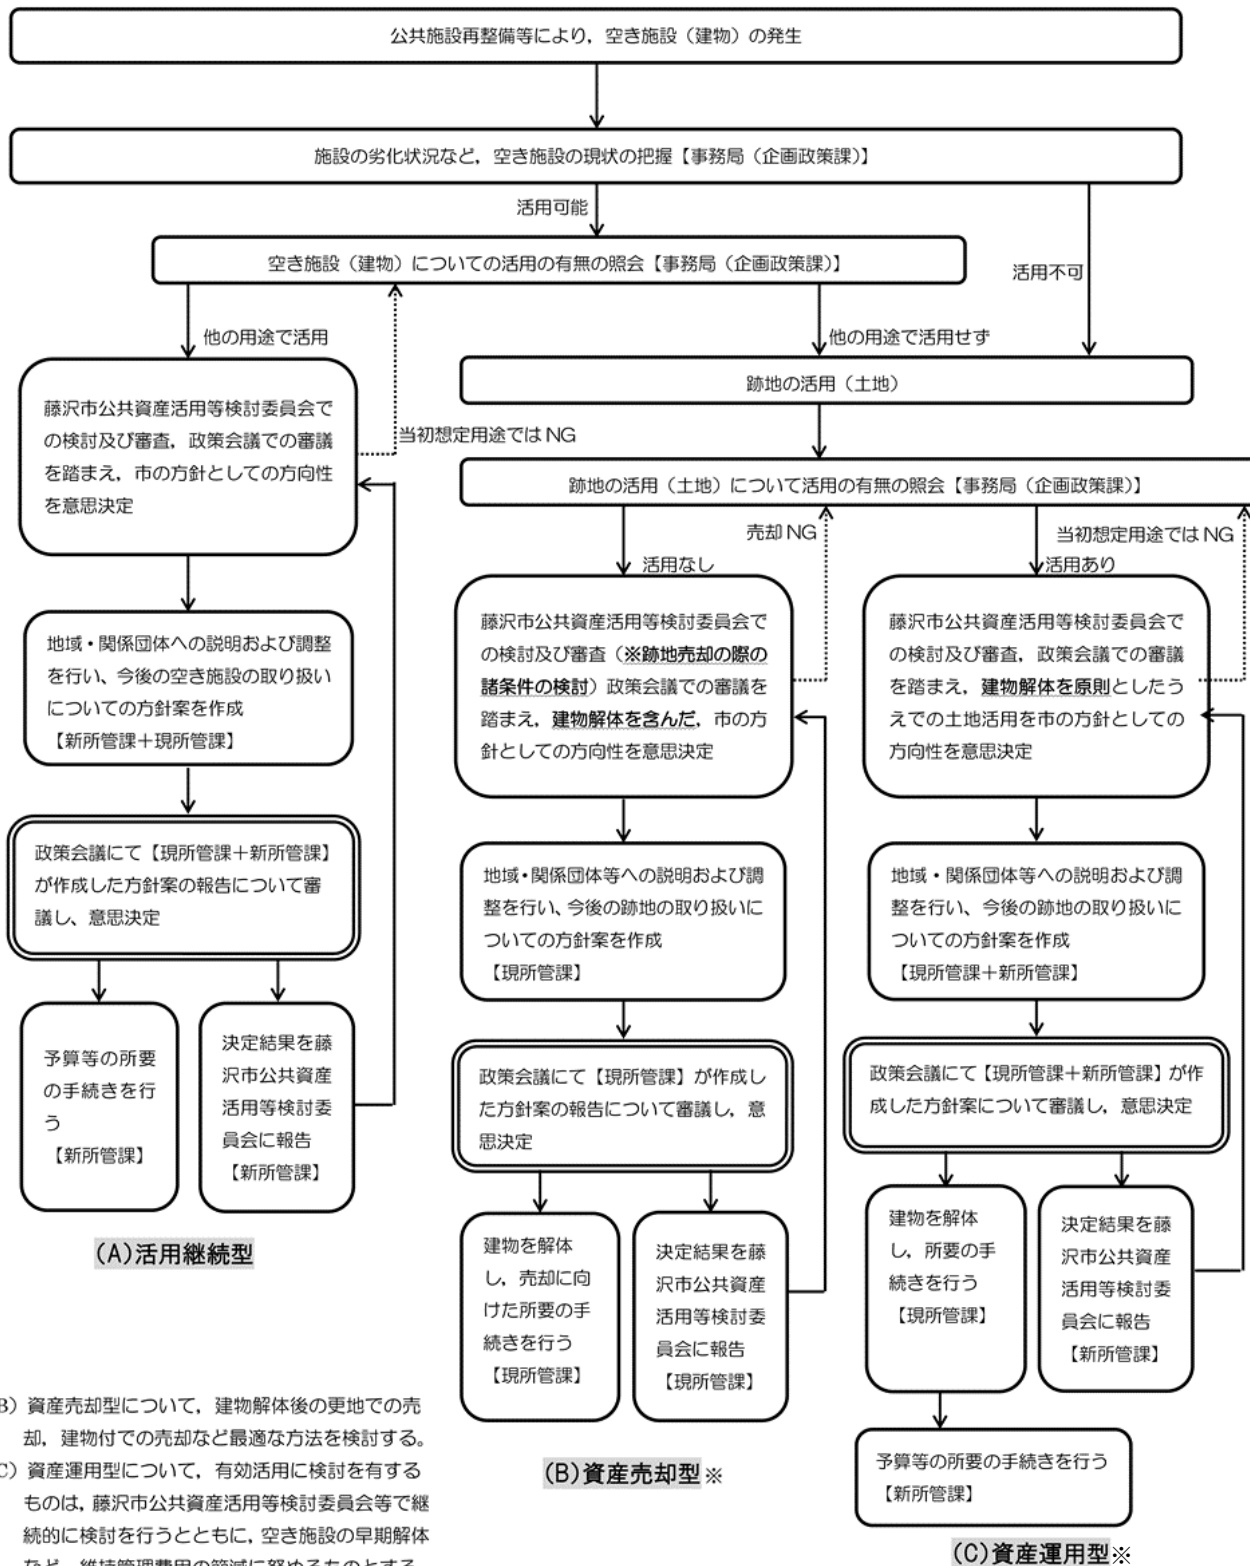 公共施設再整備等により，空き施設（建物）の発生
施設の劣化状況など，空き施設の現状の把握【事務局（企画政策課）】
活用可能
活用不可
空き施設（建物）についての活用の有無の照会【事務局（企画政策課）】
他の用途で活用
他の用途で活用せず
跡地の活用（土地）
当初想定用途ではNG
跡地の活用（土地）について活用の有無の照会【事務局（企画政策課）】
売却NG
当初想定用途ではNG
活用なし
活用あり
藤沢市公共資産活用等検討委員会で
の検討及び審査，政策会議での審議
を踏まえ，市の方針としての方向性
を意思決定
地域・関係団体への説明および調整
を行い、今後の空き施設の取り扱い
についての方針案を作成
【新所管課＋現所管課】
政策会議にて【現所管課＋新所管課】
が作成した方針案の報告について審
議し、意思決定
予算等の所要
の手続きを行
う
【新所管課】
決定結果を藤
沢市公共資産
活用等検討委
員会に報告
【新所管課】
(A)活用継続型
藤沢市公共資産活用等検討委員会で
の検討及び審査（※跡地売却の際の
諸条件の検討）政策会議での審議を
踏まえ，建物解体を含んだ，市の方
針としての方向性を意思決定
地域・関係団体等への説明および調
整を行い、今後の跡地の取り扱いに
ついての方針案を作成
【現所管課】
政策会議にて【現所管課】が作成し
た方針案の報告について審議し，意
思決定
建物を解体
し，売却に向
けた所要の手
続きを行う
【現所管課】
決定結果を藤
沢市公共資産
活用等検討委
員会に報告
【現所管課】
(B)資産売却型※
藤沢市公共資産活用等検討委員会で
の検討及び審査，政策会議での審議
を踏まえ，建物解体を原則としたう
えでの土地活用を市の方針としての
方向性を意思決定
地域・関係団体等への説明および調
整を行い、今後の跡地の取り扱いに
ついての方針案を作成
【現所管課＋新所管課】
政策会議にて【現所管課＋新所管課】が作
成した方針案について審議し，意思決定
建物を解体
し，所要の手
続きを行う
【現所管課】
決定結果を藤
沢市公共資産
活用等検討委
員会に報告
【新所管課】
予算等の所要の手続きを行う
【新所管課】
(C)資産運用型※
B）資産売却型について，建物解体後の更地での売
却，建物付での売却など最適な方法を検討する。
C）資産運用型について，有効活用に検討を有する
ものは，藤沢市公共資産活用等検討委員会等で継
続的に検討を行うとともに，空き施設の早期解体
など，維持管理費用の節減に努めるものとする